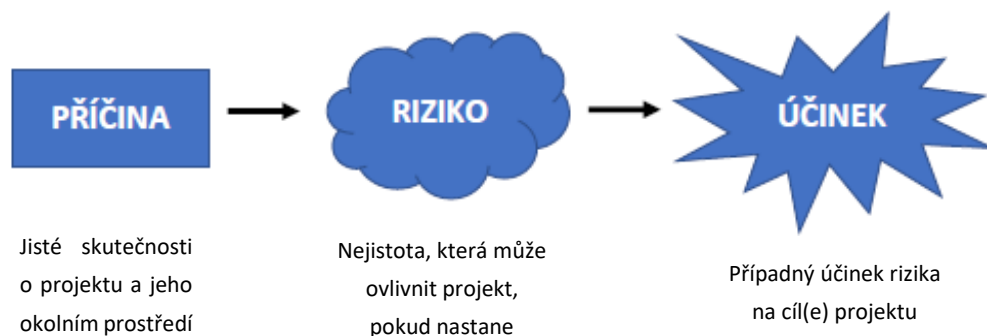 PŘÍČINA
RIZIKO
ÚČINEK
Jisté skutečnosti
o projektu a jeho
okolním prostředí
Nejistota, která může
ovlivnit projekt,
pokud nastane
Případný účinek rizika
na cíl(e) projektu